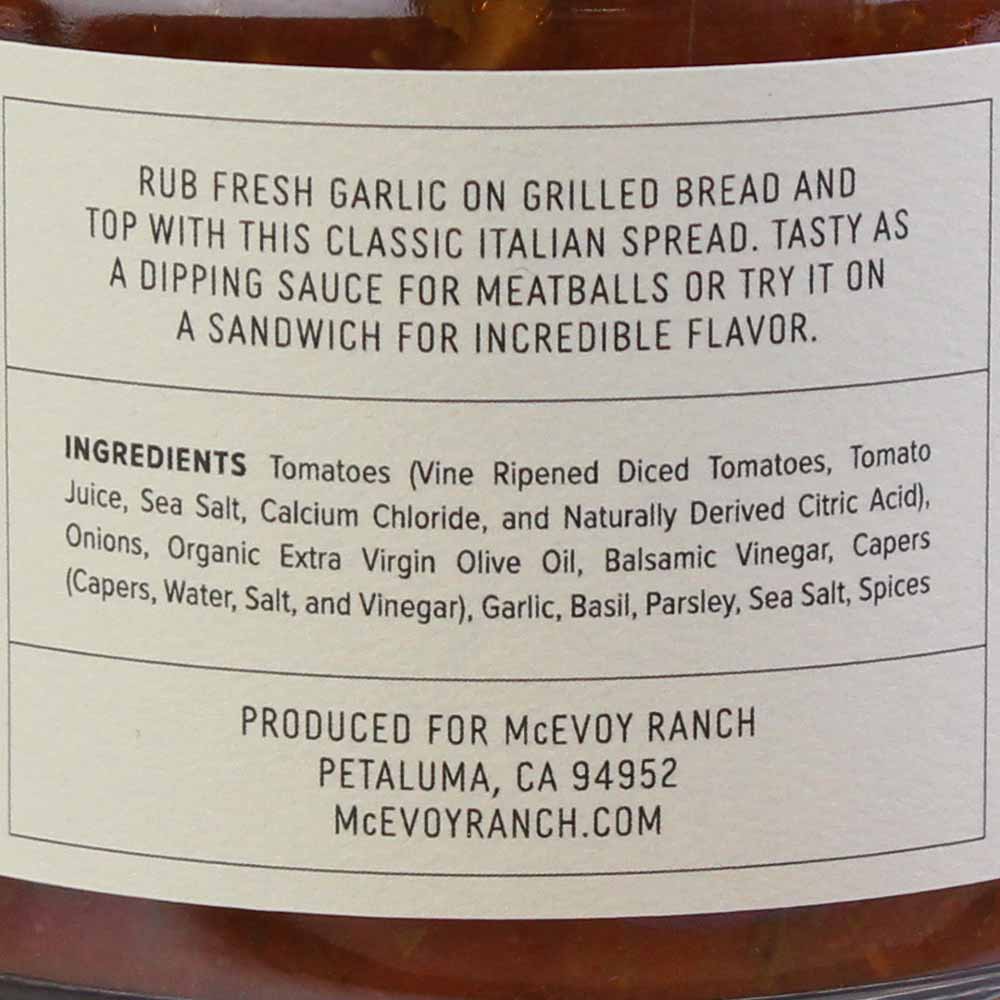 RUB FRESH GARLIC ON GRILLED BREAD AND
TOP WITH THIS CLASSIC ITALIAN SPREAD. TASTY AS
A DIPPING SAUCE FOR MEATBALLS OR TRY IT ON
A SANDWICH FOR INCREDIBLE FLAVOR.
INGREDIENTS Tomatoes (Vine Ripened Diced Tomatoes, Tomato
Juice, Sea Salt, Calcium Chloride, and Naturally Derived Citric Acid),
Onions, Organic Extra Virgin Olive Oil, Balsamic Vinegar, Capers
(Capers, Water, Salt, and Vinegar), Garlic, Basil, Parsley, Sea Salt, Spices
PRODUCED FOR McEVOY RANCH
PETALUMA, CA 94952
McEVOYRANCH.COM